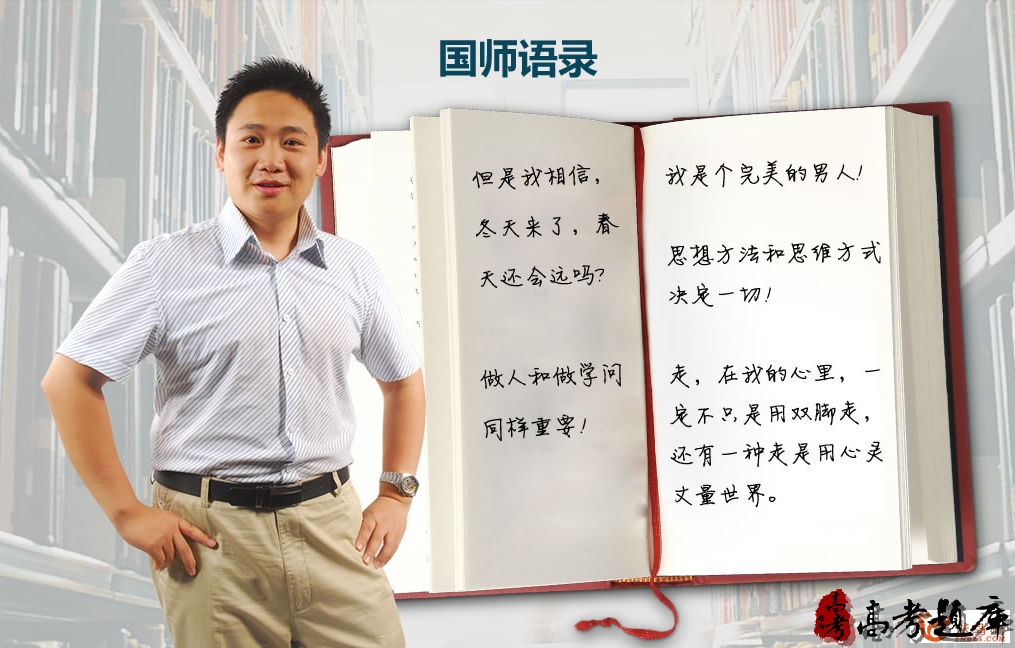 国师语录
但是我相信，
冬天来了，春
天还会远吗？
做人和做学问
同样重要！
我是个完美的男人！
思想方法和思维方式
决定一切！
走，在我的心里，一
定不只是用双脚走，
还有一种走是用心灵
丈量世界。
高考
高考题库